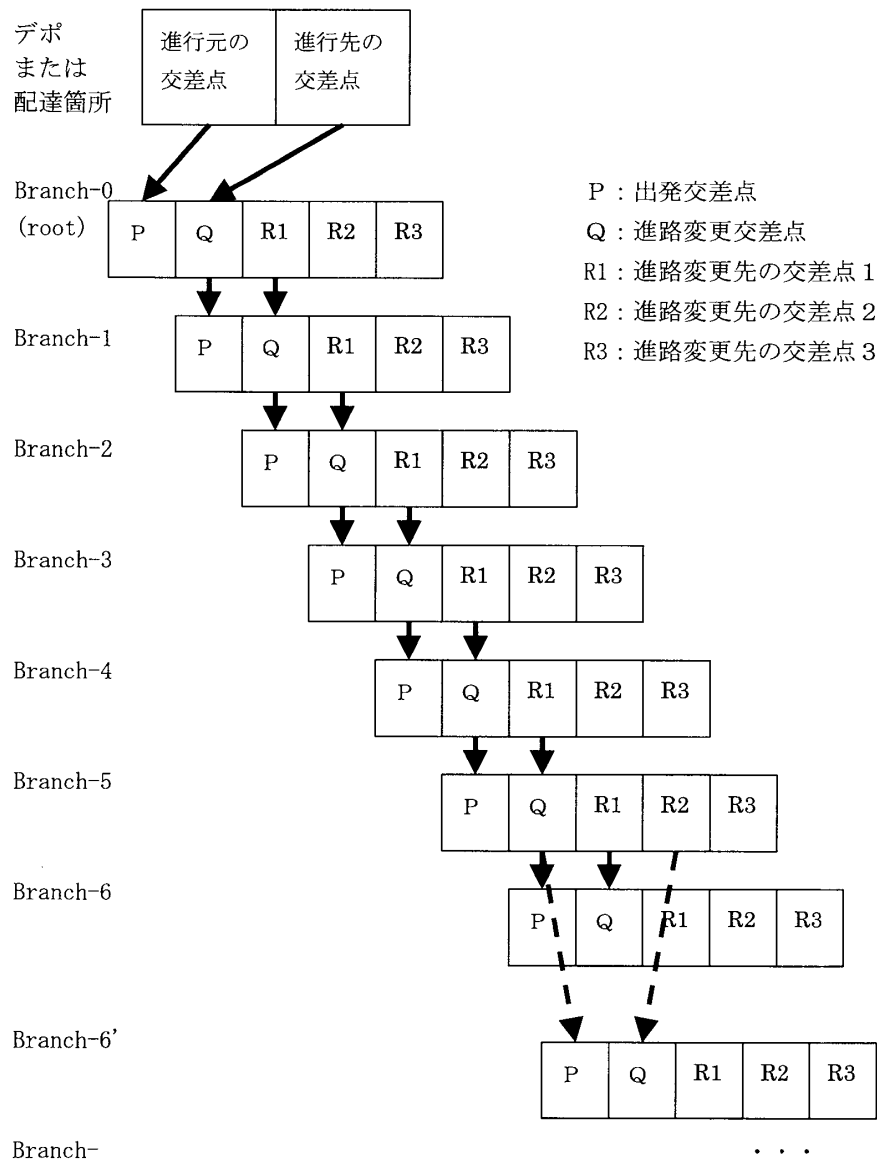 デポ
または
配達箇所
進行元の
交差点
進行先の
交差点
Branch-0
(root)
P Q R1 R2 R3
P：出発交差点
Q：進路変更交差点
R1：進路変更先の交差点1
R2：進路変更先の交差点2
R3：進路変更先の交差点3
Branch-1
P Q R1 R2 R3
Branch-2
P Q R1 R2 R3
Branch-3
P Q R1 R2 R3
Branch-4
P Q R1 R2 R3
Branch-5
P Q R1 R2 R3
Branch-6
P Q R1 R2 R3
Branch-6'
P Q R1 R2 R3
Branch-
・・・